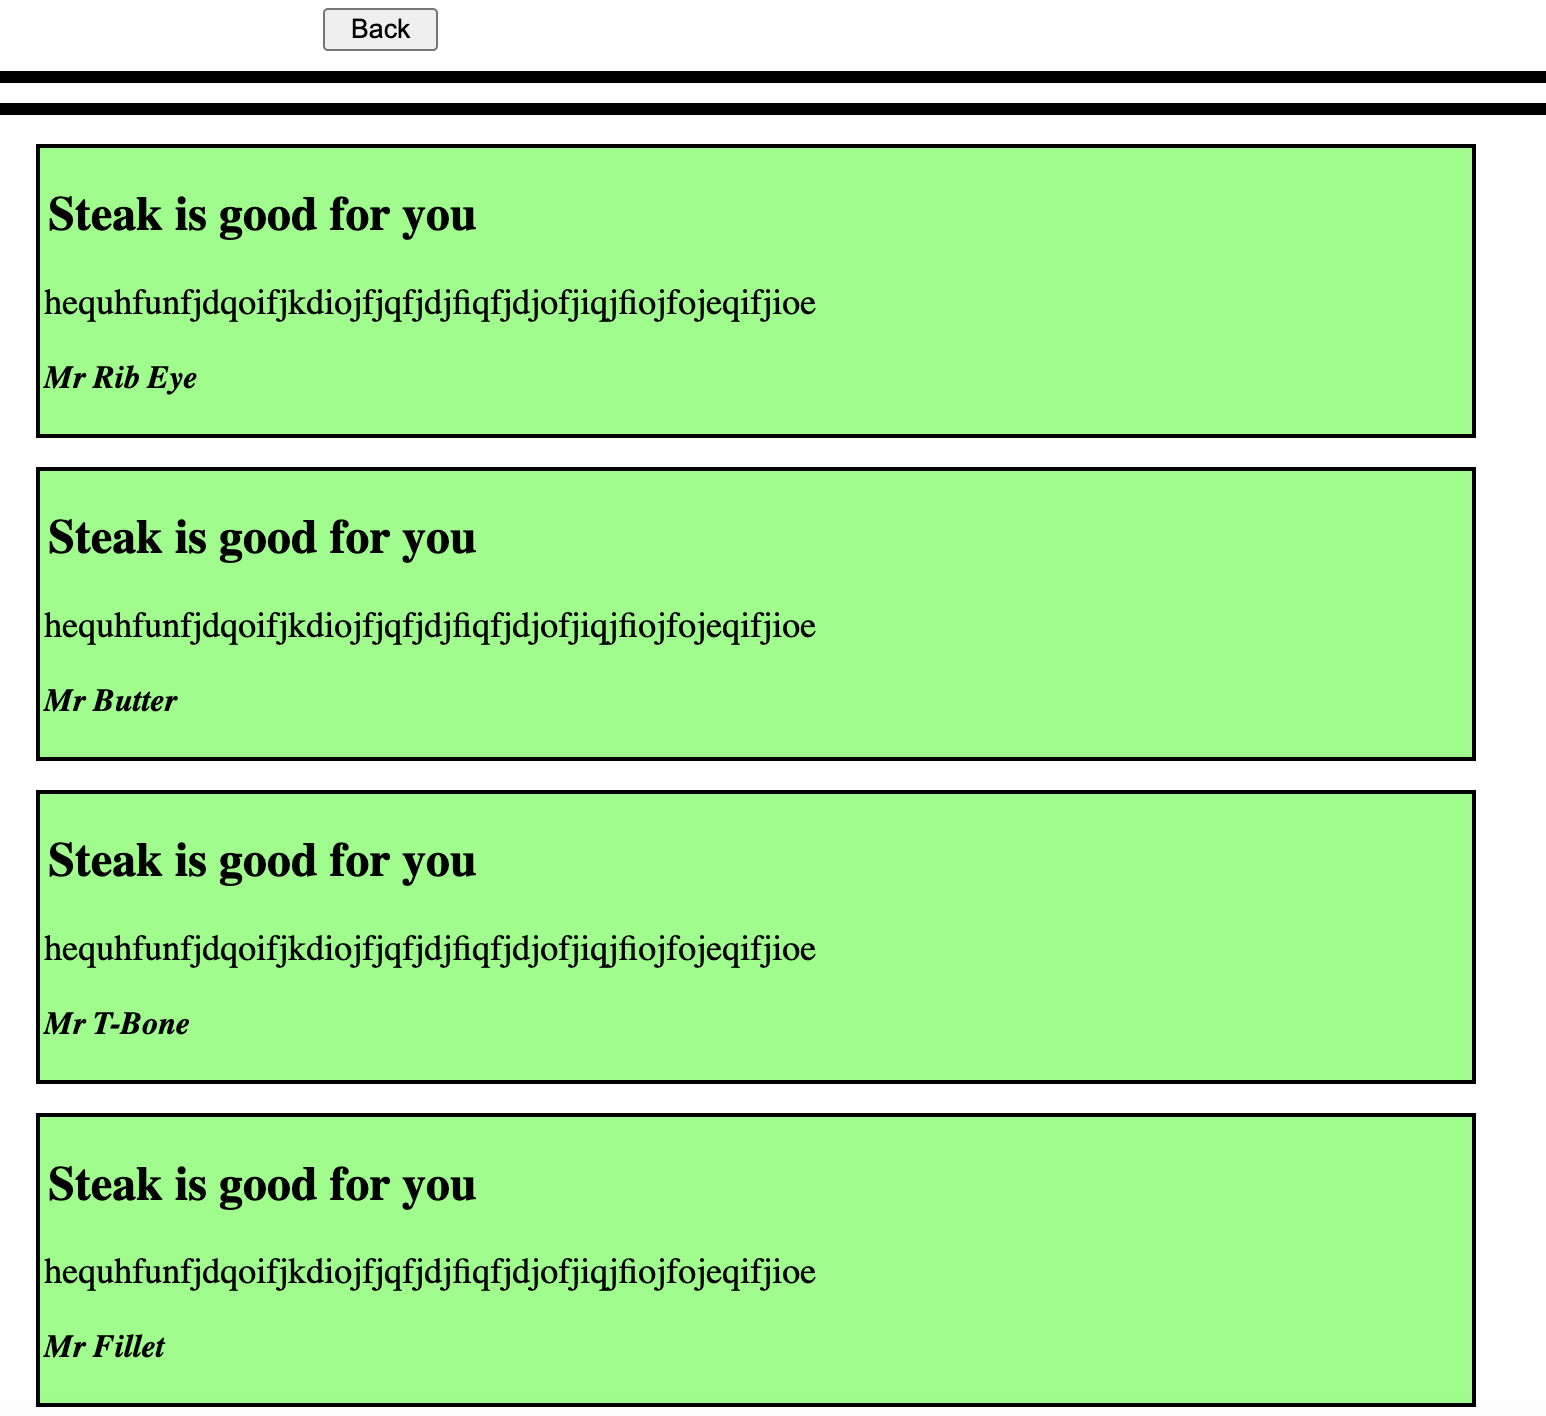 Back
Steak is good for you
hequhfunfjdqoifjkdiojfjqfjdjfiqfjdjofjiqjfiojfojeqifjioe
Mr Rib Eye
Steak is good for you
hequhfunfjdqoifjkdiojfjqfjdjfiqfjdjofjiqjfiojfojeqifjioe
Mr Butter
Steak is good for you
hequhfunfjdqoifjkdiojfjqfjdjfiqfjdjofjiqjfiojfojeqifjioe
Mr T-Bone
Steak is good for you
hequhfunfjdqoifjkdiojfjqfjdjfiqfjdjofjiqjfiojfojeqifjioe
Mr Fillet